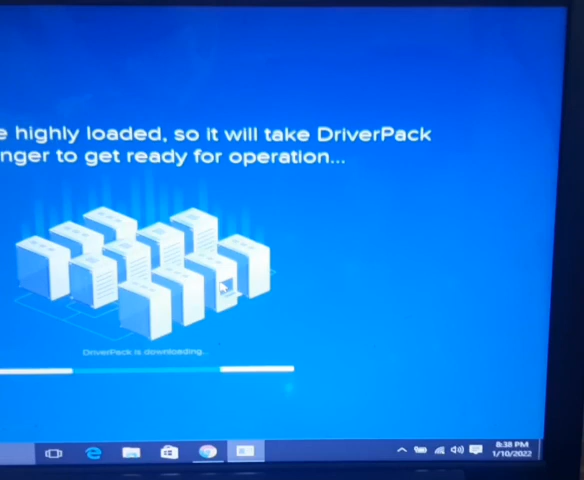 e highly loaded, so it will take DriverPack
nger to get ready for operation...
DriverPack is downloading...
8:38 PM
1/10/2022